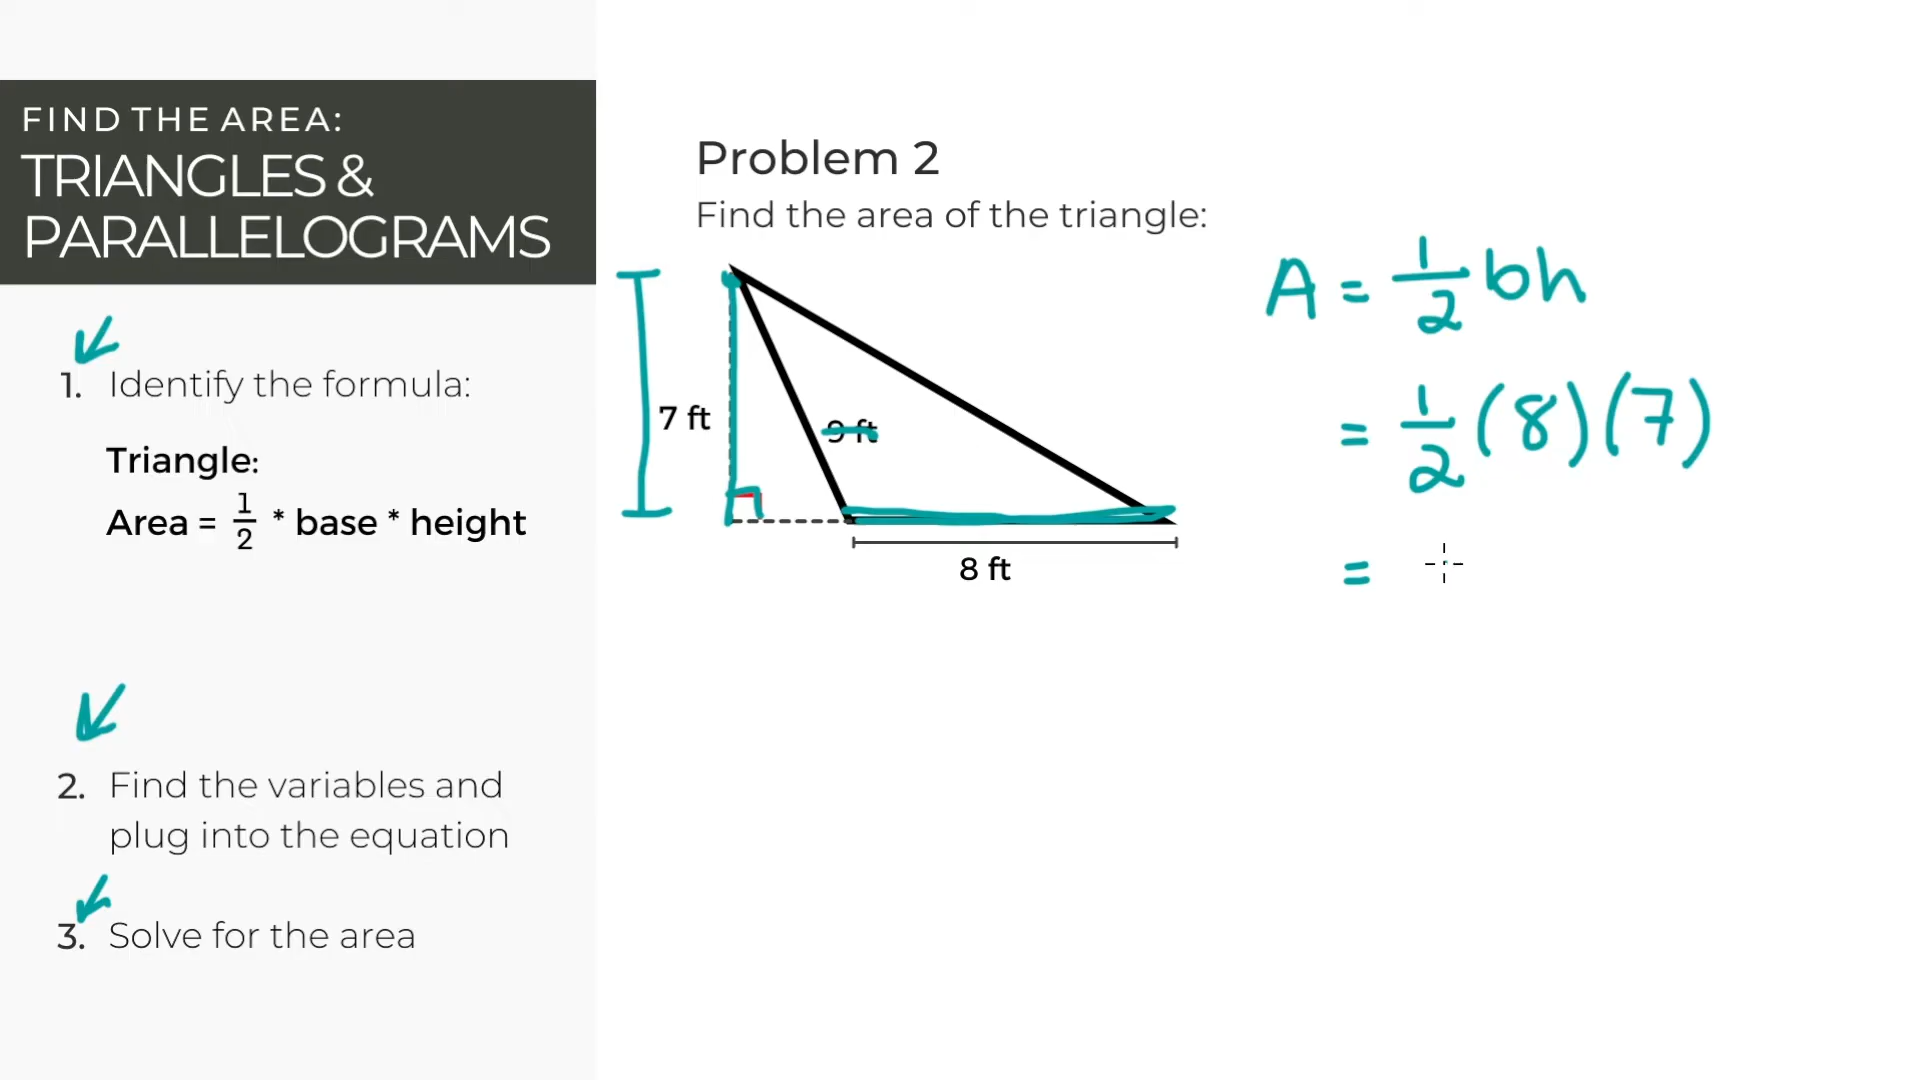 FIND THE AREA:
TRIANGLES &
PARALLELOGRAMS
1. Identify the formula:
Triangle:
Area = 1/2 * base * height
2. Find the variables and
plug into the equation
3. Solve for the area
Problem 2
Find the area of the triangle:
7 ft
9 ft
8 ft
A = 1/2 bh
= 1/2 (8)(7)
=